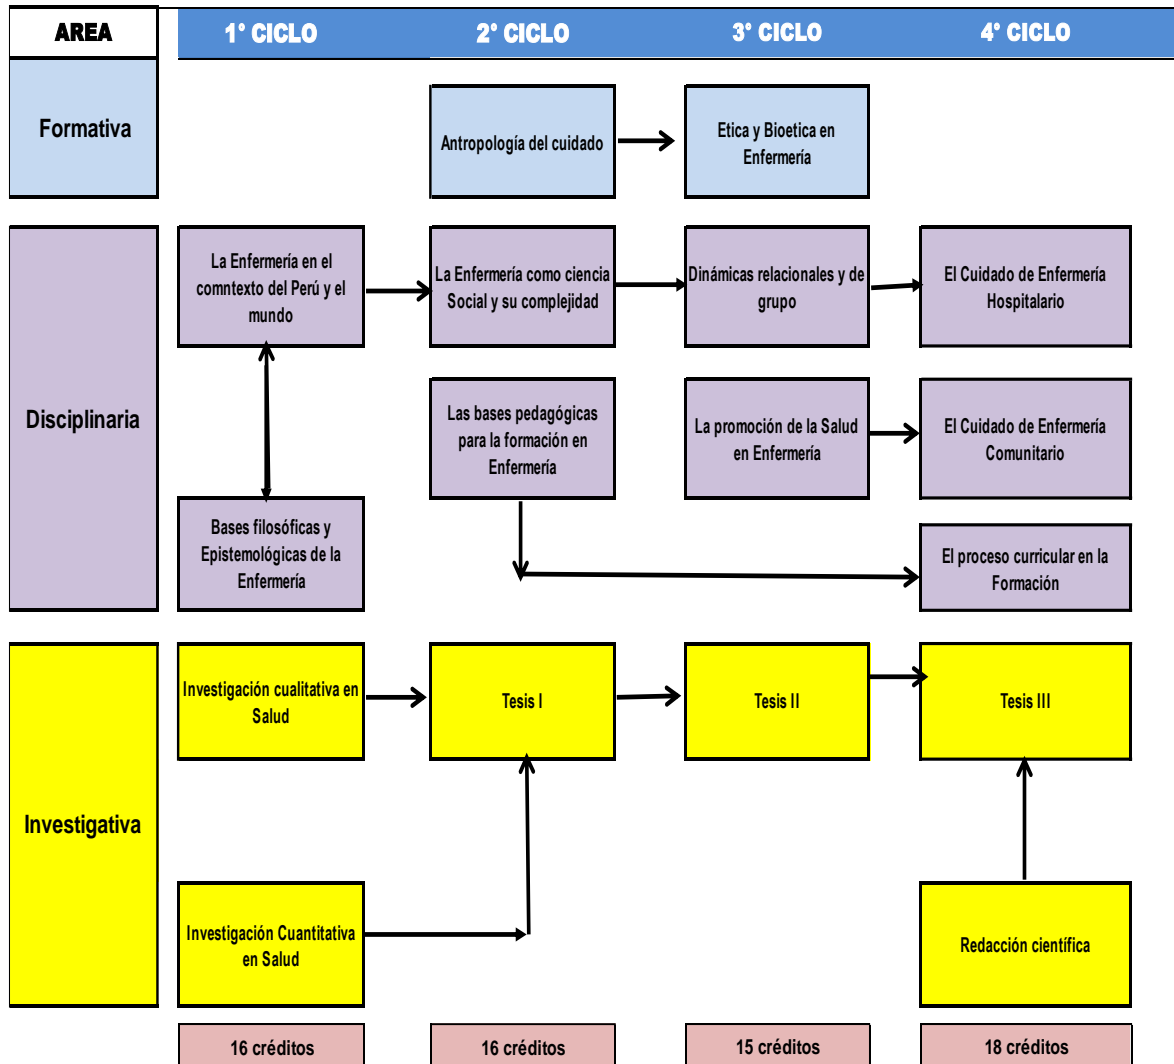 AREA
1° CICLO
2° CICLO
3° CICLO
4° CICLO
Formativa
Antropología del cuidado
Etica y Bioetica en
Enfermería
Disciplinaria
La Enfermería en el
comntexto del Perú y el
mundo
La Enfermería como ciencia
Social y su complejidad
Dinámicas relacionales y de
grupo
El Cuidado de Enfermería
Hospitalario
Las bases pedagógicas
para la formación en
Enfermería
La promoción de la Salud
en Enfermería
El Cuidado de Enfermería
Comunitario
Bases filosóficas y
Epistemológicas de la
Enfermería
El proceso curricular en la
Formación
Investigativa
Investigación cualitativa en
Salud
Tesis I
Tesis II
Tesis III
Investigación Cuantitativa
en Salud
Redacción científica
16 créditos
16 créditos
15 créditos
18 créditos